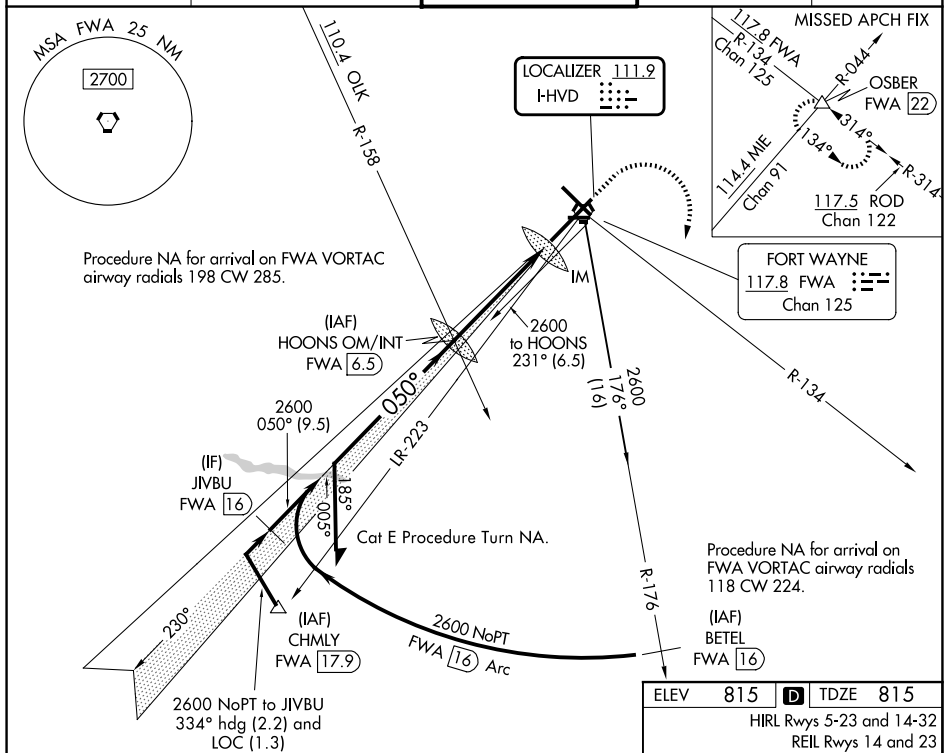 MSA FWA 25 NM
2700
110.4 OLK
R-158
LOCALIZER 111.9
I-HVD
117.8 FWA
R-134
Chan 125
MISSED APCH FIX
R-044
OSBER
FWA 22
314°
134°
R-314
114.4 MIE
Chan 91
117.5 ROD
Chan 122
Procedure NA for arrival on FWA VORTAC
airway radials 198 CW 285.
IM
FORT WAYNE
117.8 FWA
Chan 125
(IAF)
HOONS OM/INT
FWA 6.5
2600
to HOONS
231° (6.5)
050°
LR-223
2600
176°
(16)
R-134
2600
050° (9.5)
(IF)
JIVBU
FWA 16
185°
005°
Cat E Procedure Turn NA.
R-176
Procedure NA for arrival on
FWA VORTAC airway radials
118 CW 224.
230°
(IAF)
CHMLY
FWA 17.9
2600 NoPT
FWA 16 Arc
(IAF)
BETEL
FWA 16
2600 NoPT to JIVBU
334° hdg (2.2) and
LOC (1.3)
ELEV 815 D TDZE 815
HIRL Rwys 5-23 and 14-32
REIL Rwys 14 and 23